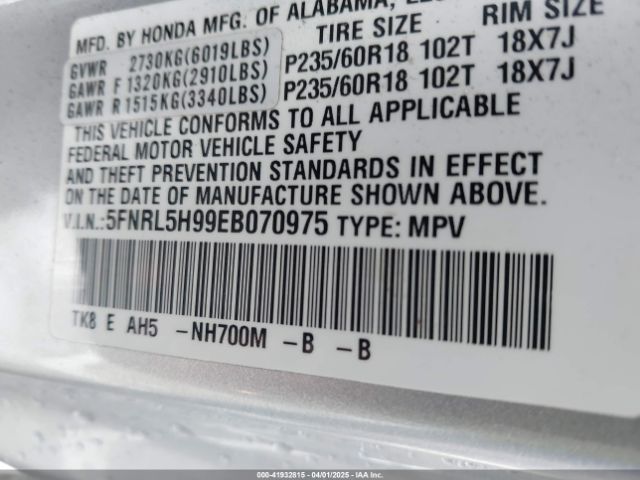 MFD. BY HONDA MFG. OF ALABAMA,
TIRE SIZE RIM SIZE
GVWR 2730KG(6019LBS)
GAWR F 1320KG(2910LBS) P235/60R18 102T 18X7J
GAWR R 1515KG(3340LBS) P235/60R18 102T 18X7J
THIS VEHICLE CONFORMS TO ALL APPLICABLE
FEDERAL MOTOR VEHICLE SAFETY
AND THEFT PREVENTION STANDARDS IN EFFECT
ON THE DATE OF MANUFACTURE SHOWN ABOVE.
V.I.N.:5FNRL5H99EB070975 TYPE: MPV
TK8 E AH5 -NH700M -B -B
000-41932815 04/01/2025 IAA Inc.